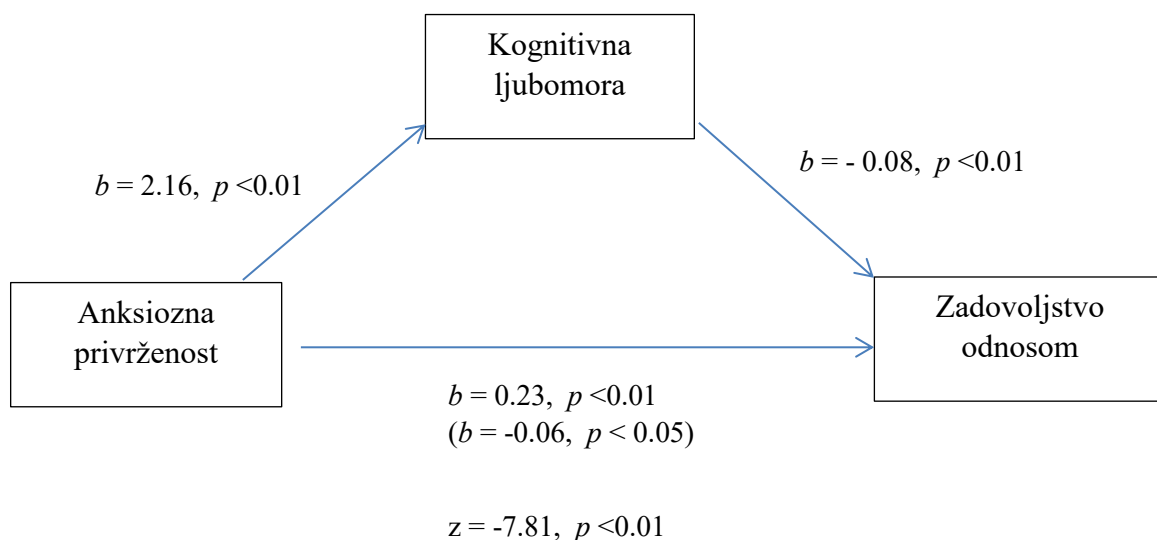 Kognitivna
ljubomora
b = 2.16, p <0.01
b = - 0.08, p <0.01
Anksiozna
privrženost
Zadovoljstvo
odnosom
b = 0.23, p <0.01
(b = -0.06, p < 0.05)
z = -7.81, p <0.01